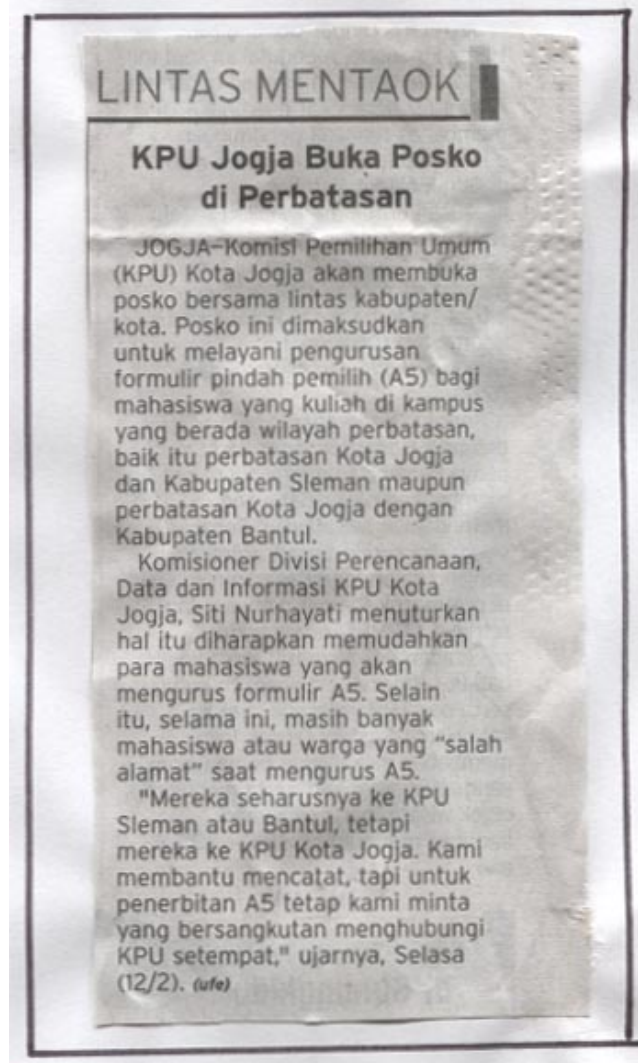 LINTAS MENTAOK
KPU Jogja Buka Posko
di Perbatasan
JOGJA–Komisi Pemilihan Umum
(KPU) Kota Jogja akan membuka
posko bersama lintas kabupaten/
kota. Posko ini dimaksudkan
untuk melayani pengurusan
formulir pindah pemilih (A5) bagi
mahasiswa yang kuliah di kampus
yang berada wilayah perbatasan,
baik itu perbatasan Kota Jogja
dan Kabupaten Sleman maupun
perbatasan Kota Jogja dengan
Kabupaten Bantul.
Komisioner Divisi Perencanaan,
Data dan Informasi KPU Kota
Jogja, Siti Nurhayati menuturkan
hal itu diharapkan memudahkan
para mahasiswa yang akan
mengurus formulir A5. Selain
itu, selama ini, masih banyak
mahasiswa atau warga yang “salah
alamat” saat mengurus A5.
"Mereka seharusnya ke KPU
Sleman atau Bantul, tetapi
mereka ke KPU Kota Jogja. Kami
membantu mencatat, tapi untuk
penerbitan A5 tetap kami minta
yang bersangkutan menghubungi
KPU setempat," ujarnya, Selasa
(12/2). (ufe)